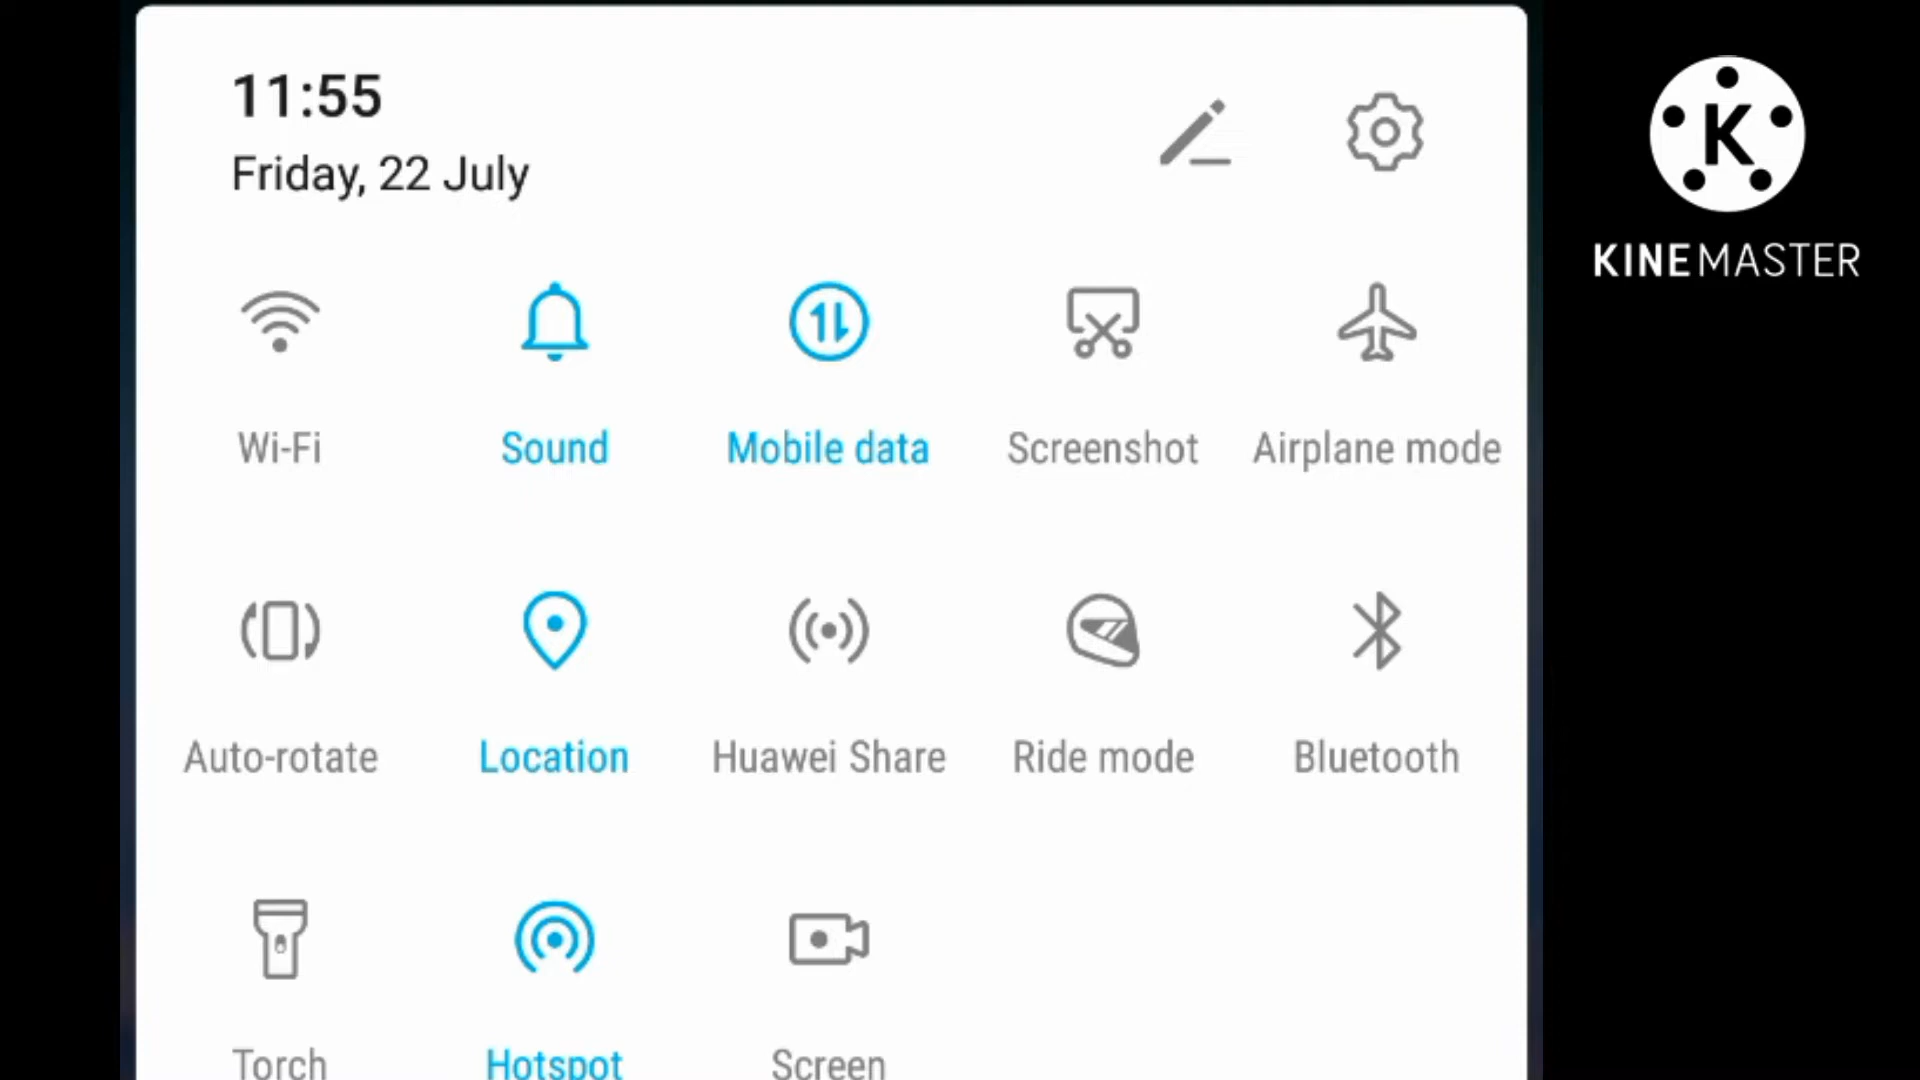 11:55
Friday, 22 July
K
KINEMASTER
Wi-Fi
Sound
Mobile data
Screenshot
Airplane mode
Auto-rotate
Location
Huawei Share
Ride mode
Bluetooth
Torch
Hotspot
Screen